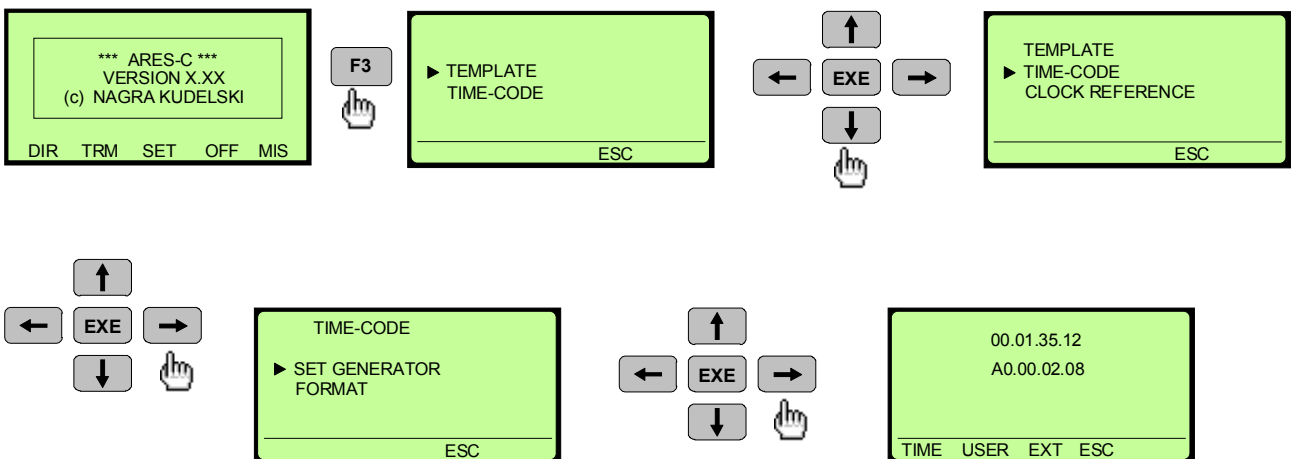 *** ARES-C ***
VERSION X.XX
(c) NAGRA KUDELSKI
DIR TRM SET OFF MIS
F3
TEMPLATE
TIME-CODE
ESC
EXE
TEMPLATE
TIME-CODE
CLOCK REFERENCE
ESC
EXE
TIME-CODE
SET GENERATOR
FORMAT
ESC
EXE
00.01.35.12
A0.00.02.08
TIME USER EXT ESC